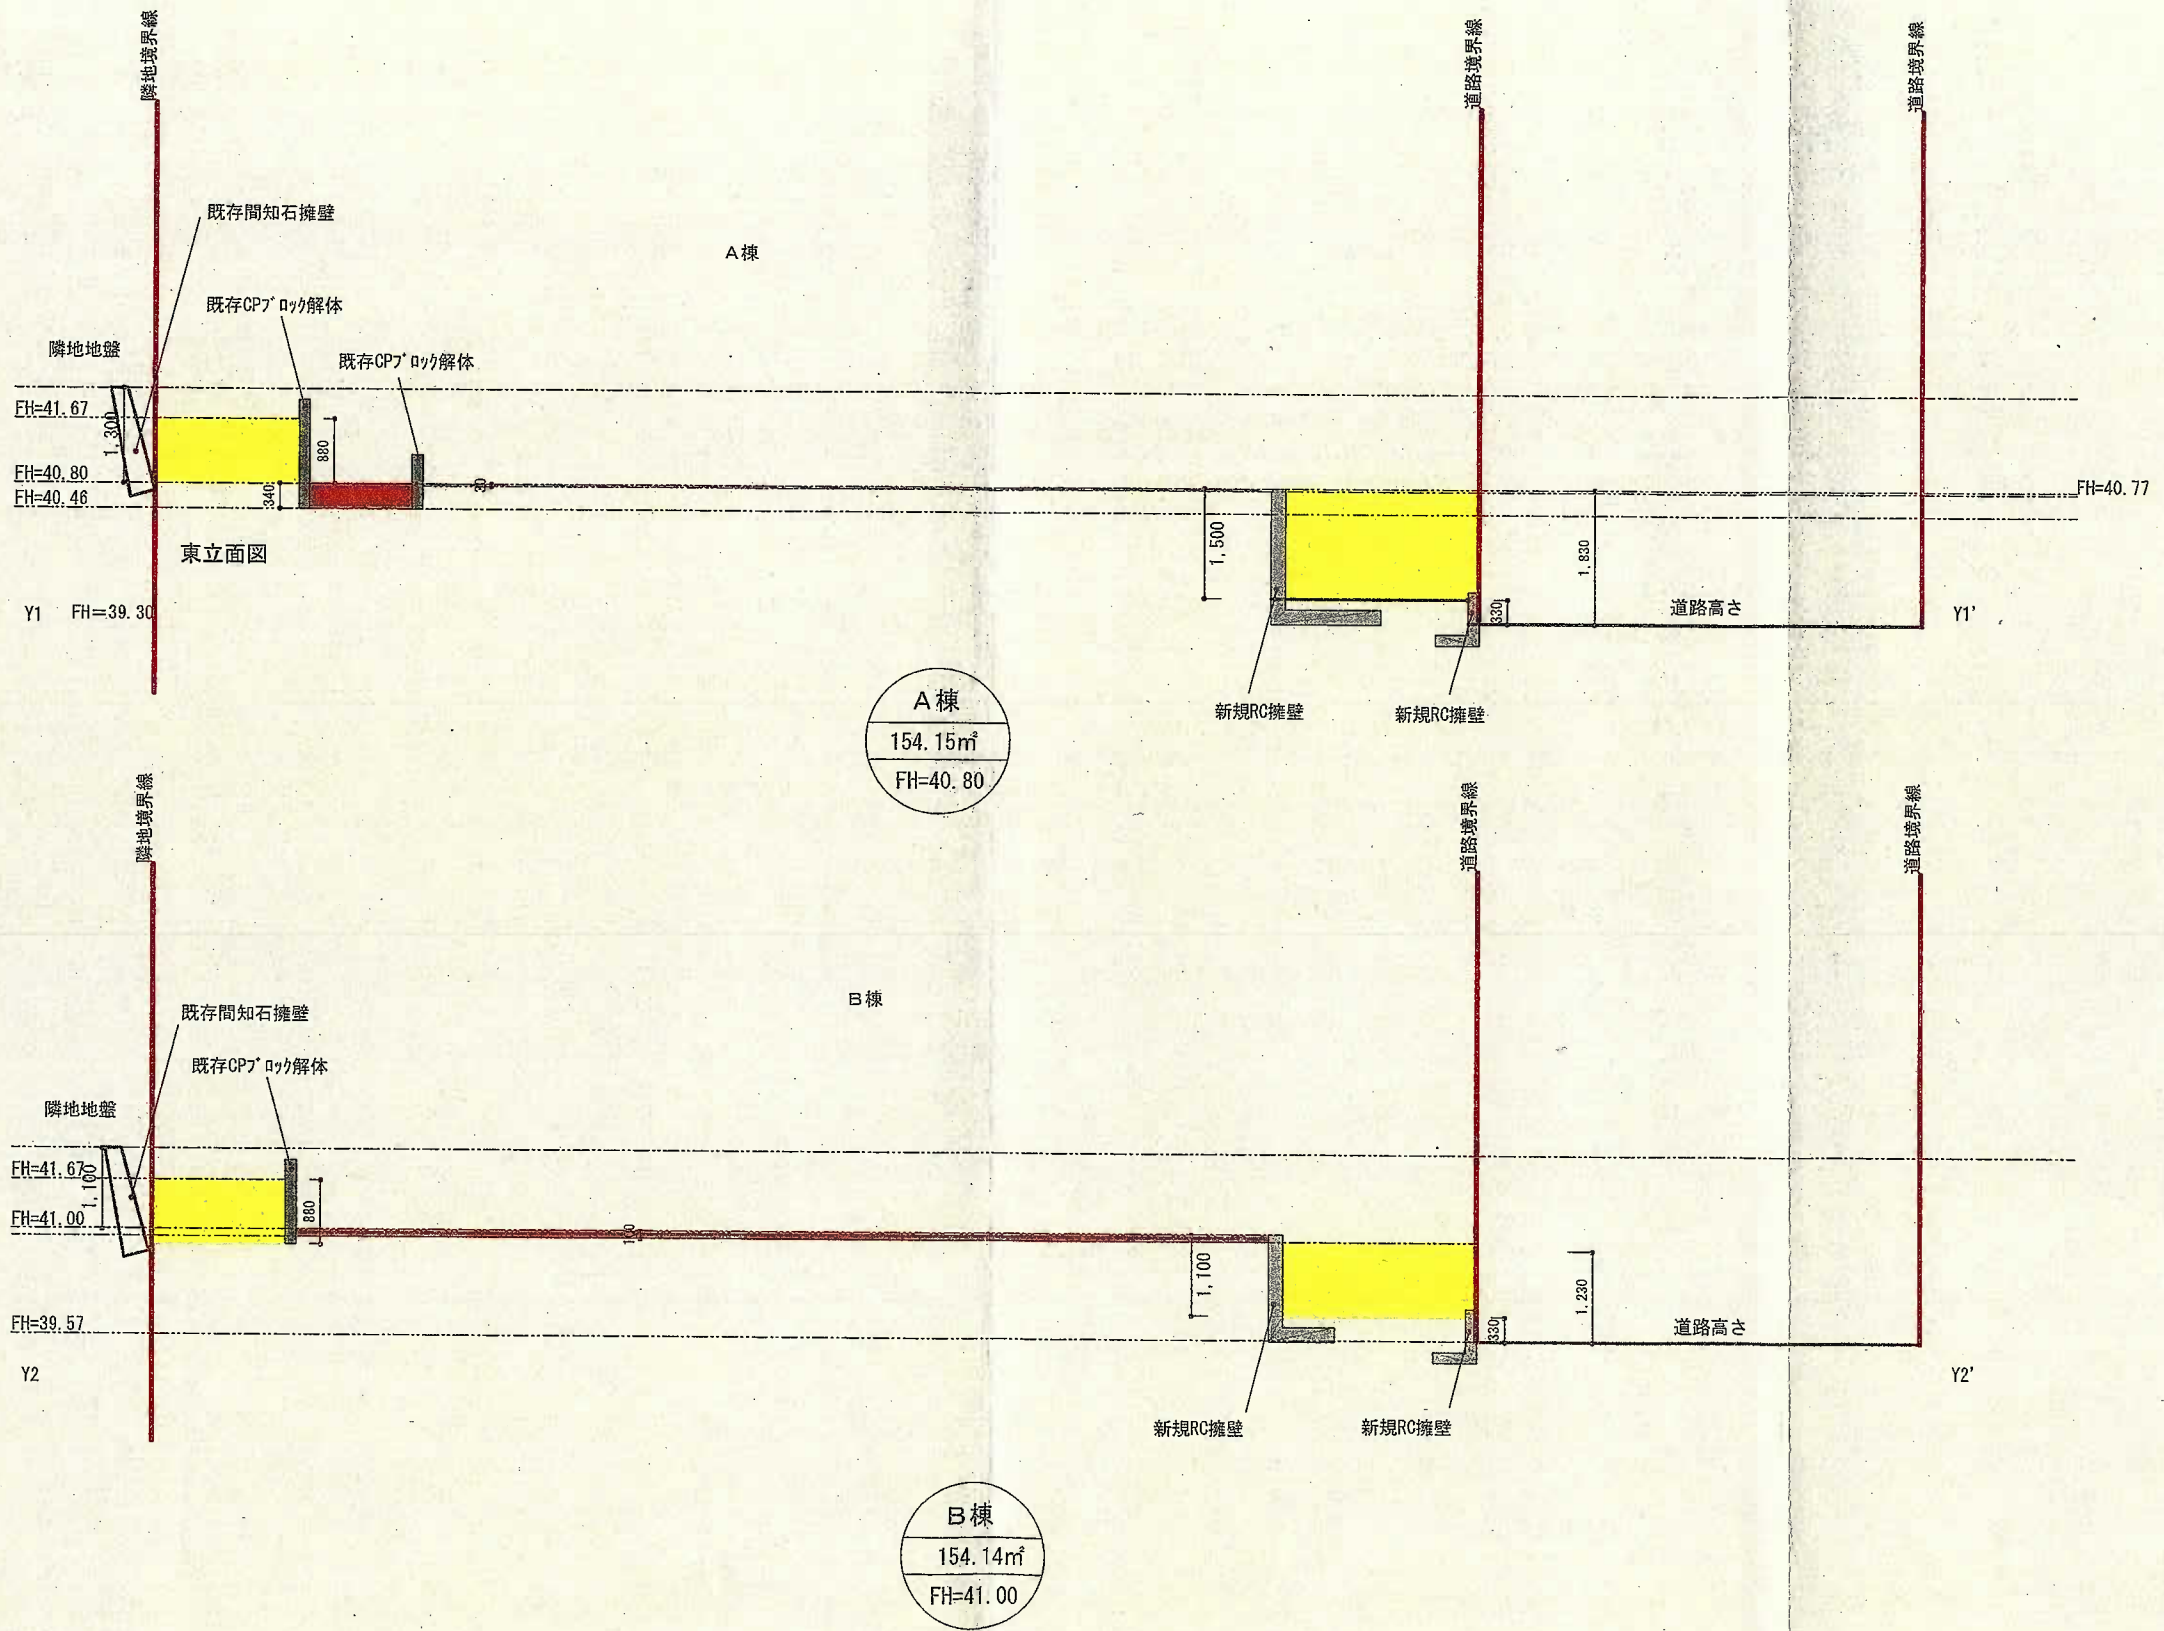 隣地境界線
道路境界線
道路境界線
既存間知石擁壁
A棟
既存CPブロック解体
隣地地盤
既存CPブロック解体
FH=41.67
1,300
880
FH=40.80
FH=40.46
340
30
FH=40.77
1,500
1,830
東立面図
Y1 FH=39.30
330
道路高さ
Y1'
新規RC擁壁
新規RC擁壁
A棟
154.15㎡
FH=40.80
隣地境界線
道路境界線
道路境界線
B棟
既存間知石擁壁
既存CPブロック解体
隣地地盤
FH=41.67
1,100
880
FH=41.00
100
1,100
1,230
FH=39.57
330
道路高さ
Y2
Y2'
新規RC擁壁
新規RC擁壁
B棟
154.14㎡
FH=41.00